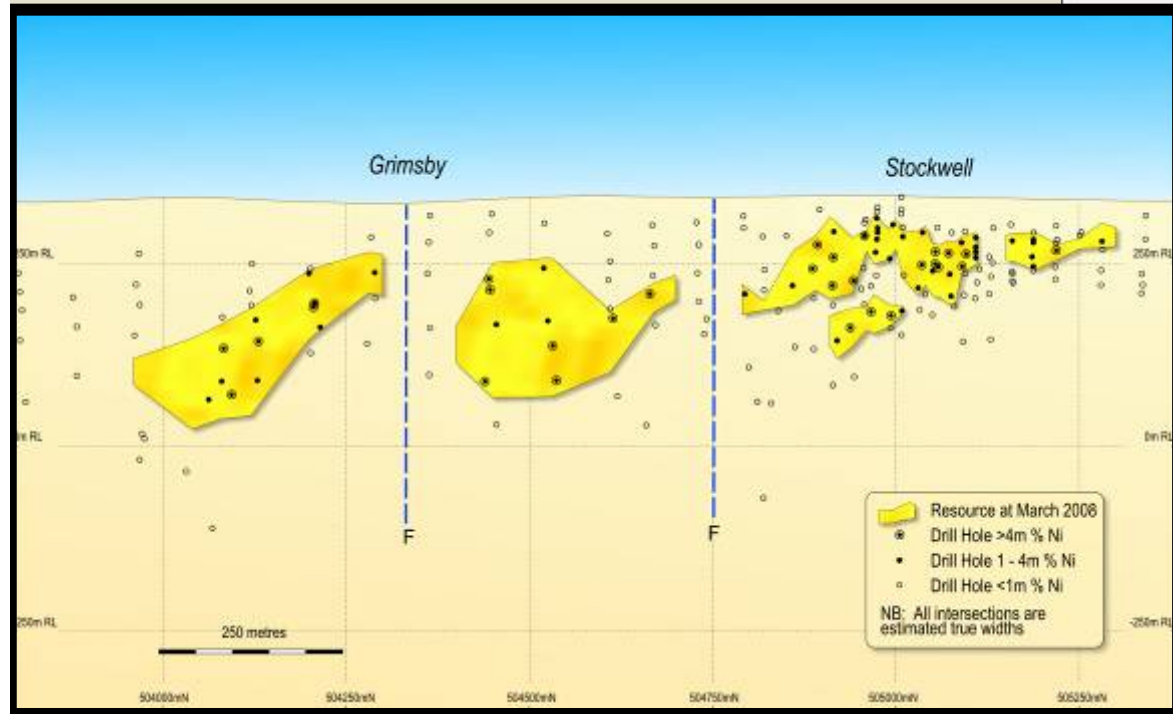 Grimsby
Stockwell
250m RL
250m RL
0m RL
0m RL
F
F
Resource at March 2008
Drill Hole >4m % Ni
Drill Hole 1 - 4m % Ni
Drill Hole <1m % Ni
NB: All intersections are
estimated true widths
250m RL
-250m RL
250 metres
504000mN
504250mN
504500mN
504750mN
505000mN
505250mN